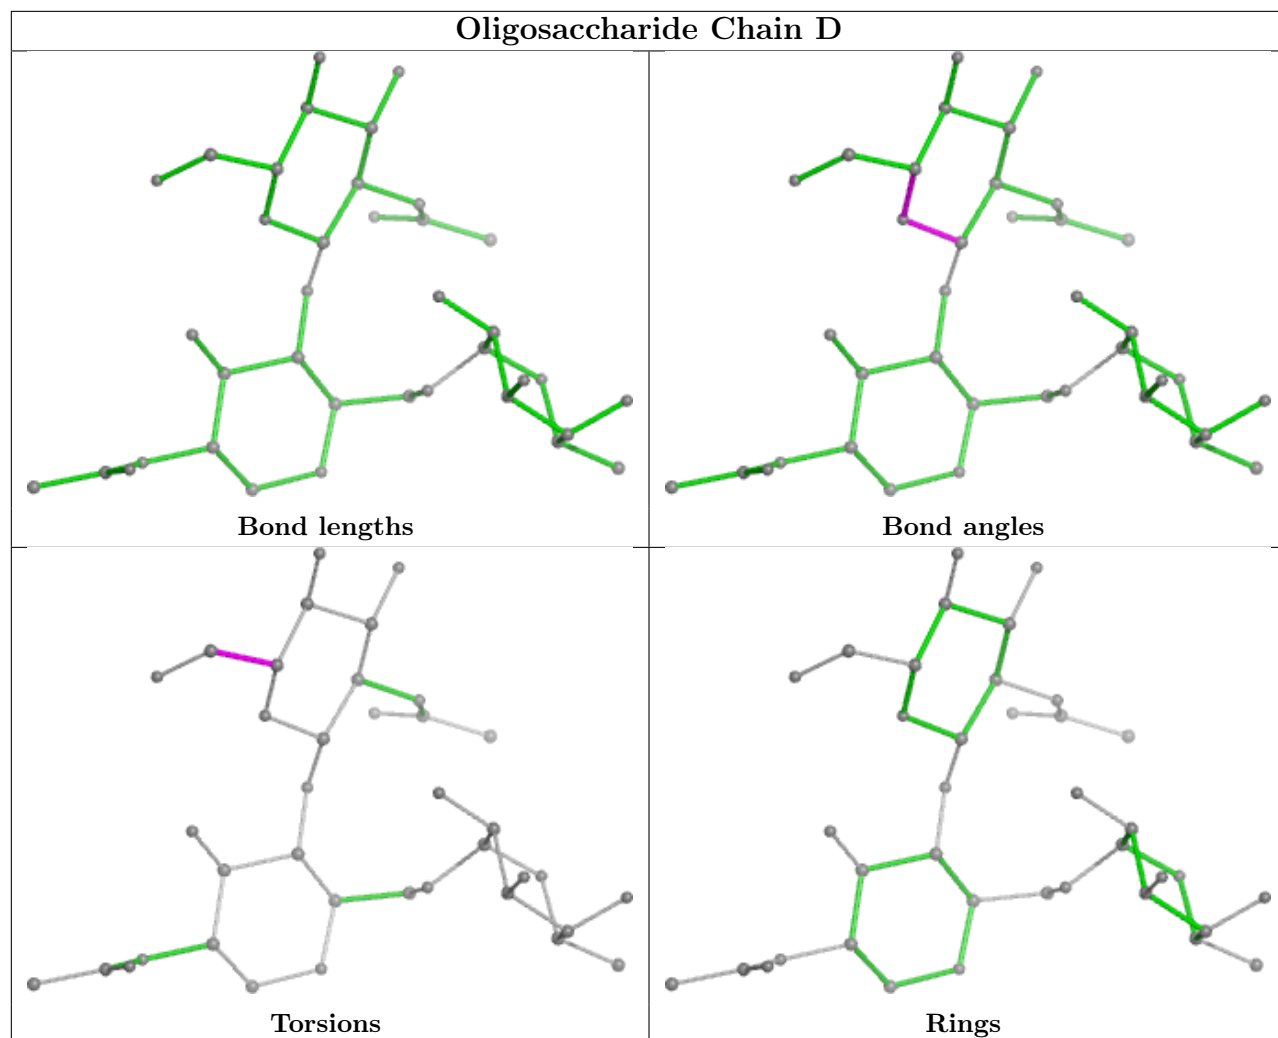 Oligosaccharide Chain D
Bond lengths
Bond angles
Torsions
Rings